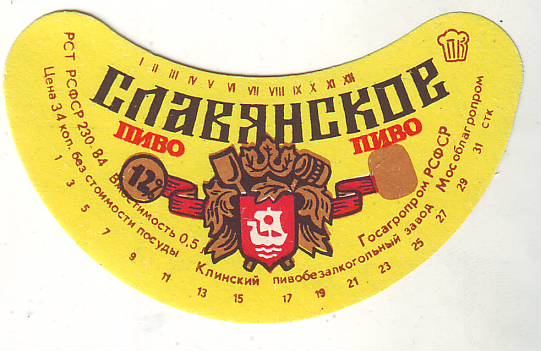 I II III IV V VI VII VIII IX X XI XII
СЛАВЯНСКОЕ
ПИВО ПИВО
12%
РСТ РСФСР 230-84
Цена 34 коп. без стоимости посуды
Вместимость 0,5 л
Клинский пивобезалкогольный завод
Госагропром РСФСР
Мособлагропром
1 3 5 7 9 11 13 15 17 19 21 23 25 27 29 31 стк